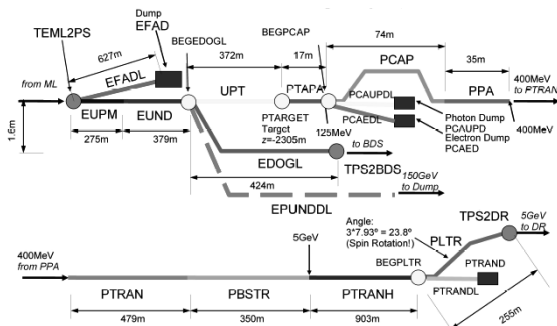 Dump
EFAD
TEML2PS
627m
BEGEDOGL
BEGPCAP
74m
372m
17m
PCAP
35m
from ML
EFADL
UPT
PTAPA
PCAUPDL
PPA
400MeV
to PTRAN
EUPM
EUND
PCAEDL
Photon Dump
PCAUPD
Electron Dump
PCAED
400MeV
1.6m
275m
379m
PTARGET
Target
z=-2305m
125MeV
to BDS
EDOGL
TPS2BDS
150GeV
to Dump
424m
EPUNDDL
Angle:
3*7.93º = 23.8º
(Spin Rotation!)
TPS2DR
5GeV
to DR
400MeV
from PPA
5GeV
BEGPLTR
PLTR
PTRAND
PTRANDL
PTRAN
PBSTR
PTRANH
255m
479m
350m
903m